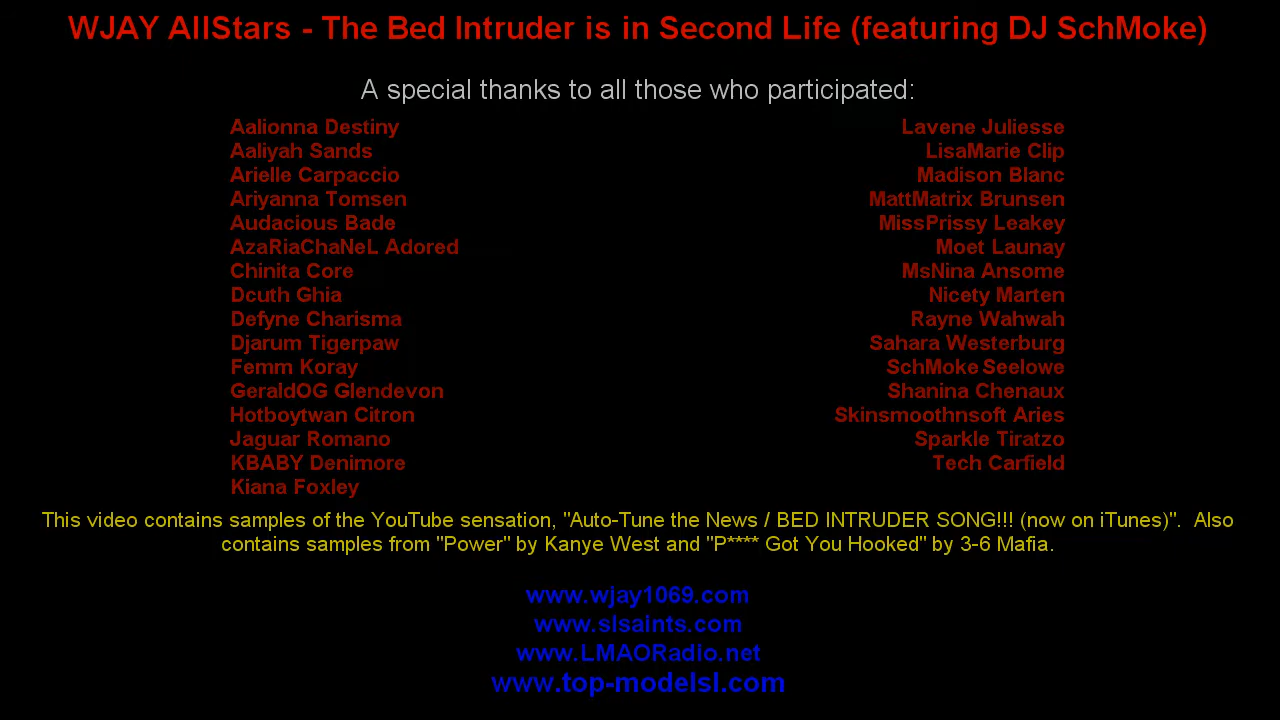 WJAY AllStars - The Bed Intruder is in Second Life (featuring DJ SchMoke)
A special thanks to all those who participated:
Aalionna Destiny
Aaliyah Sands
Arielle Carpaccio
Ariyanna Tomsen
Audacious Bade
AzaRiaChaNeL Adored
Chinita Core
Dcuth Ghia
Defyne Charisma
Djarum Tigerpaw
Femm Koray
GeraldOG Glendevon
Hotboytwan Citron
Jaguar Romano
KBABY Denimore
Kiana Foxley
Lavene Juliesse
LisaMarie Clip
Madison Blanc
MattMatrix Brunsen
MissPrissy Leakey
Moet Launay
MsNina Ansome
Nicety Marten
Rayne Wahwah
Sahara Westerburg
SchMoke Seelowe
Shanina Chenaux
Skinsmoothnsoft Aries
Sparkle Tiratzo
Tech Carfield
This video contains samples of the YouTube sensation, "Auto-Tune the News / BED INTRUDER SONG!!! (now on iTunes)". Also
contains samples from "Power" by Kanye West and "P**** Got You Hooked" by 3-6 Mafia.
www.wjay1069.com
www.slsaints.com
www.LMAORadio.net
www.top-modelsl.com